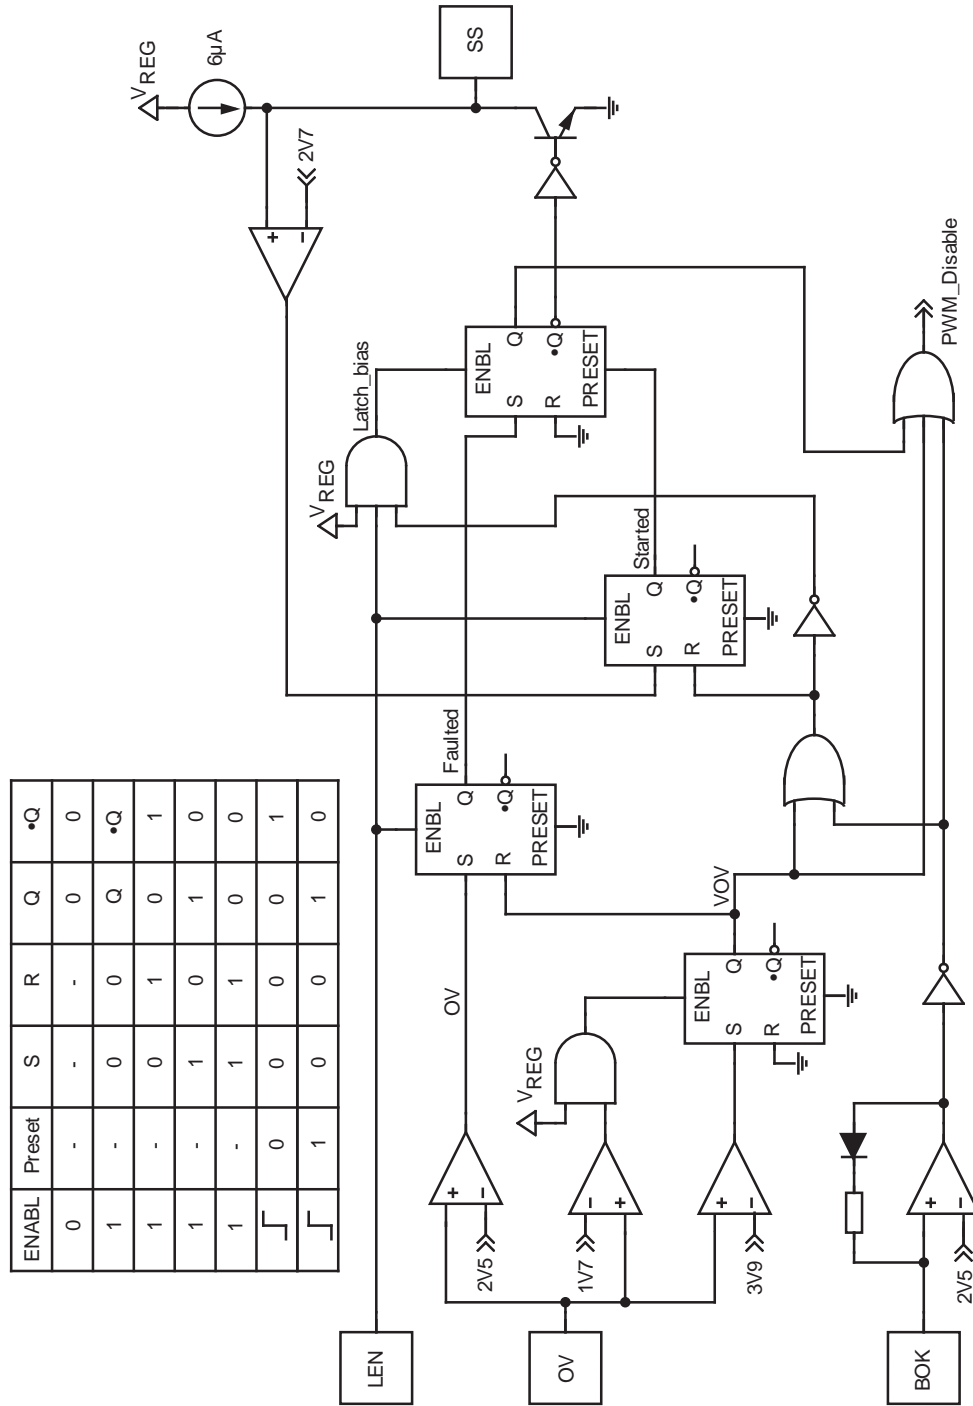 ENABL Preset S R Q •Q
0 - - - 0 0
1 - 0 0 Q •Q
1 - 0 1 0 1
1 - 1 0 1 0
1 - 1 1 0 0
0 0 0 0 1
1 0 0 1 0
LEN
OV
BOK
2V5
1V7
3V9
2V5
+
−
−
+
+
−
+
−
OV
VREG
ENBL
S
R
Q
•Q
PRESET
VOV
ENBL
S
R
Q
•Q
PRESET
Faulted
ENBL
S
R
Q
•Q
PRESET
Started
VREG
Latch_bias
ENBL
S
R
Q
•Q
PRESET
+
−
2V7
VREG
6µA
SS
PWM_Disable